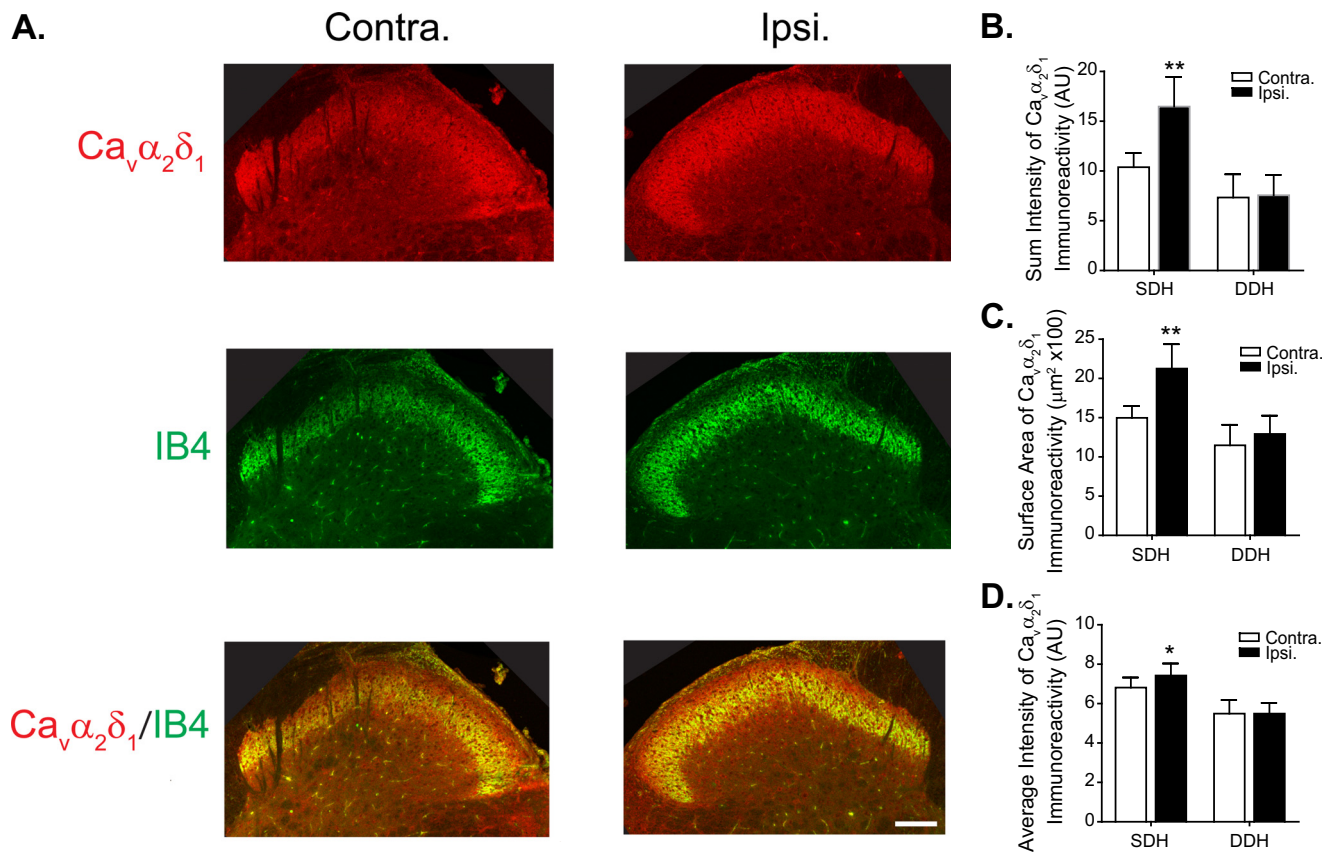 A.
Contra.
Ipsi.
Cavα2δ1
IB4
Cavα2δ1/IB4
B.
Sum Intensity of Cavα2δ1
Immunoreactivity (AU)
20
15
10
5
0
**
Contra.
Ipsi.
SDH
DDH
C.
Surface Area of Cavα2δ1
Immunoreactivity (μm² x100)
25
20
15
10
5
0
**
Contra.
Ipsi.
SDH
DDH
D.
Average Intensity of Cavα2δ1
Immunoreactivity (AU)
10
8
6
4
2
0
*
Contra.
Ipsi.
SDH
DDH